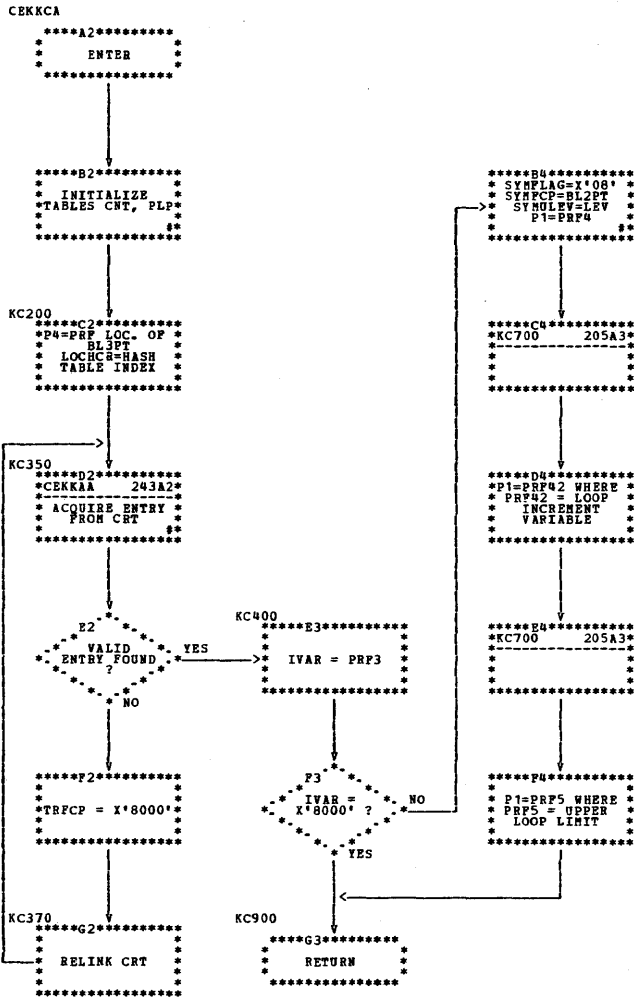 CEKKCA
*****A2**********
ENTER
*****B2**********
INITIALIZE
TABLES CNT, PLP
#
KC200
*****C2**********
P4=PRF LOC. OF
BL3PT
LOCHCR=HASH
TABLE INDEX
KC350
*****D2**********
*CEKKAA 243A2*
ACQUIRE ENTRY
FROM CRT
#
E2
VALID
ENTRY FOUND
?
YES
NO
*****F2**********
TRFCP = X'8000'
KC370
*****G2**********
RELINK CRT
KC400
*****E3**********
IVAR = PRF3
F3
IVAR =
X'8000' ?
NO
YES
KC900
****G3*********
RETURN
*****B4**********
SYMFLAG=X'08'
SYMFCP=BL2PT
SYMULEV=LEV
P1=PRF4
#
*****C4**********
*KC700 205A3*
*****D4**********
*P1=PRF42 WHERE
PRF42 = LOOP
INCREMENT
VARIABLE
*****E4**********
*KC700 205A3*
*****F4**********
P1=PRF5 WHERE
PRF5 = UPPER
LOOP LIMIT